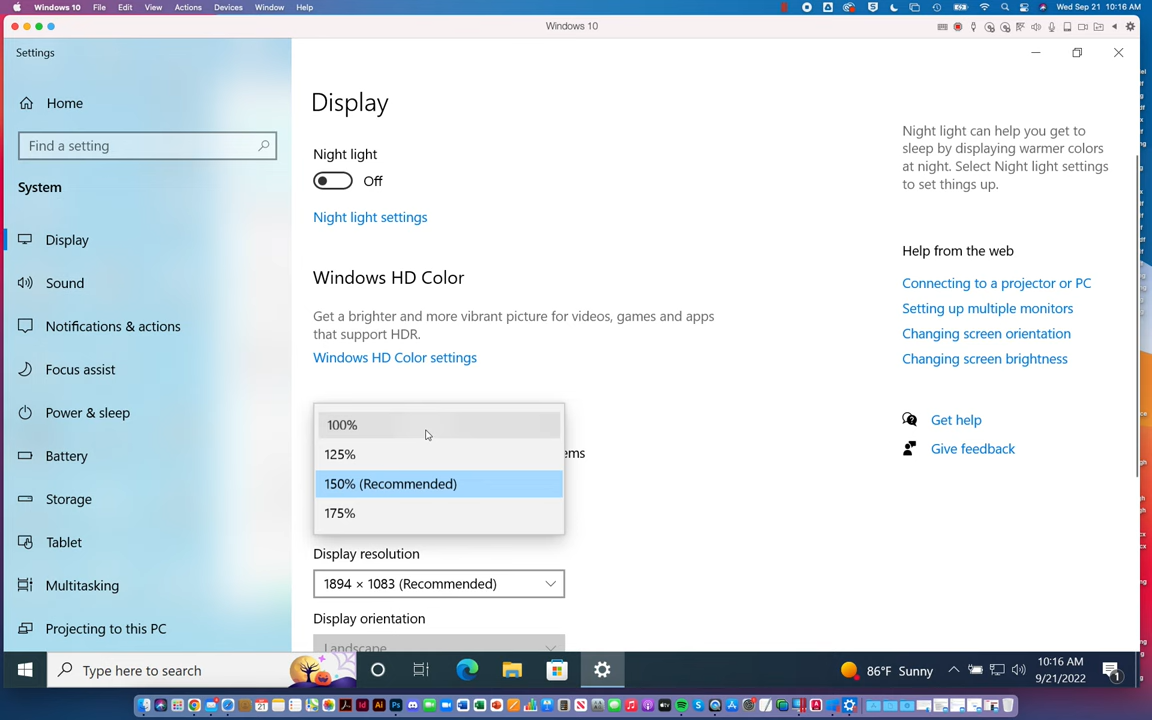 Windows 10 File Edit View Actions Devices Window Help
Wed Sep 21 10:16 AM
Windows 10
Settings
Home
Find a setting
System
Display
Sound
Notifications & actions
Focus assist
Power & sleep
Battery
Storage
Tablet
Multitasking
Projecting to this PC
Display
Night light
Off
Night light settings
Windows HD Color
Get a brighter and more vibrant picture for videos, games and apps
that support HDR.
Windows HD Color settings
100%
125%
ems
150% (Recommended)
175%
Display resolution
1894 × 1083 (Recommended)
Display orientation
Landscape
Night light can help you get to
sleep by displaying warmer colors
at night. Select Night light settings
to set things up.
Help from the web
Connecting to a projector or PC
Setting up multiple monitors
Changing screen orientation
Changing screen brightness
Get help
Give feedback
Type here to search
86°F Sunny
10:16 AM
9/21/2022
1